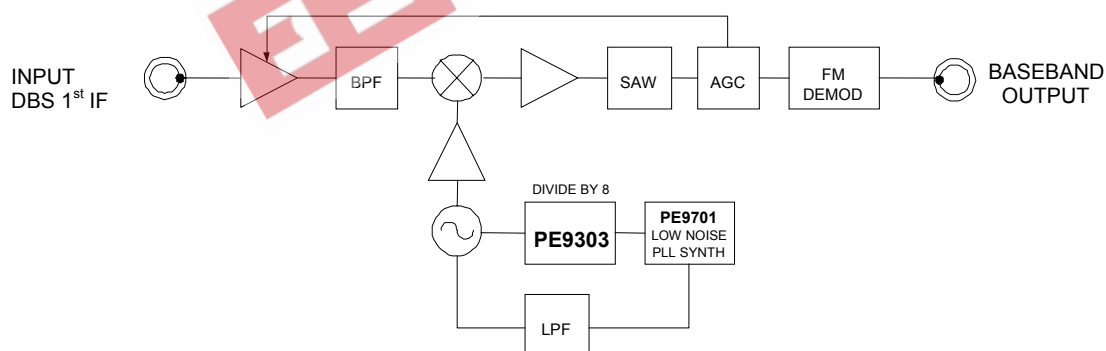 INPUT
DBS 1st IF
BPF
SAW
AGC
FM
DEMOD
BASEBAND
OUTPUT
DIVIDE BY 8
PE9303
PE9701
LOW NOISE
PLL SYNTH
LPF